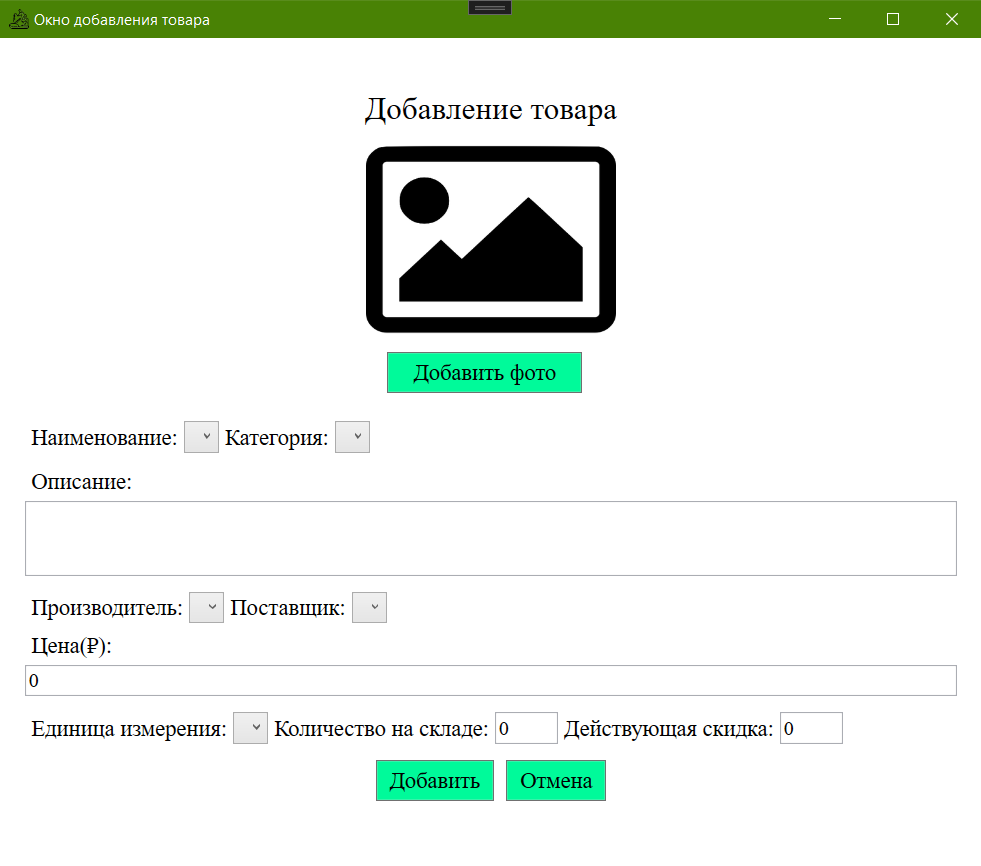 Окно добавления товара
Добавление товара
Добавить фото
Наименование: Категория:
Описание:
Производитель: Поставщик:
Цена(₽):
0
Единица измерения: Количество на складе: 0 Действующая скидка: 0
Добавить Отмена